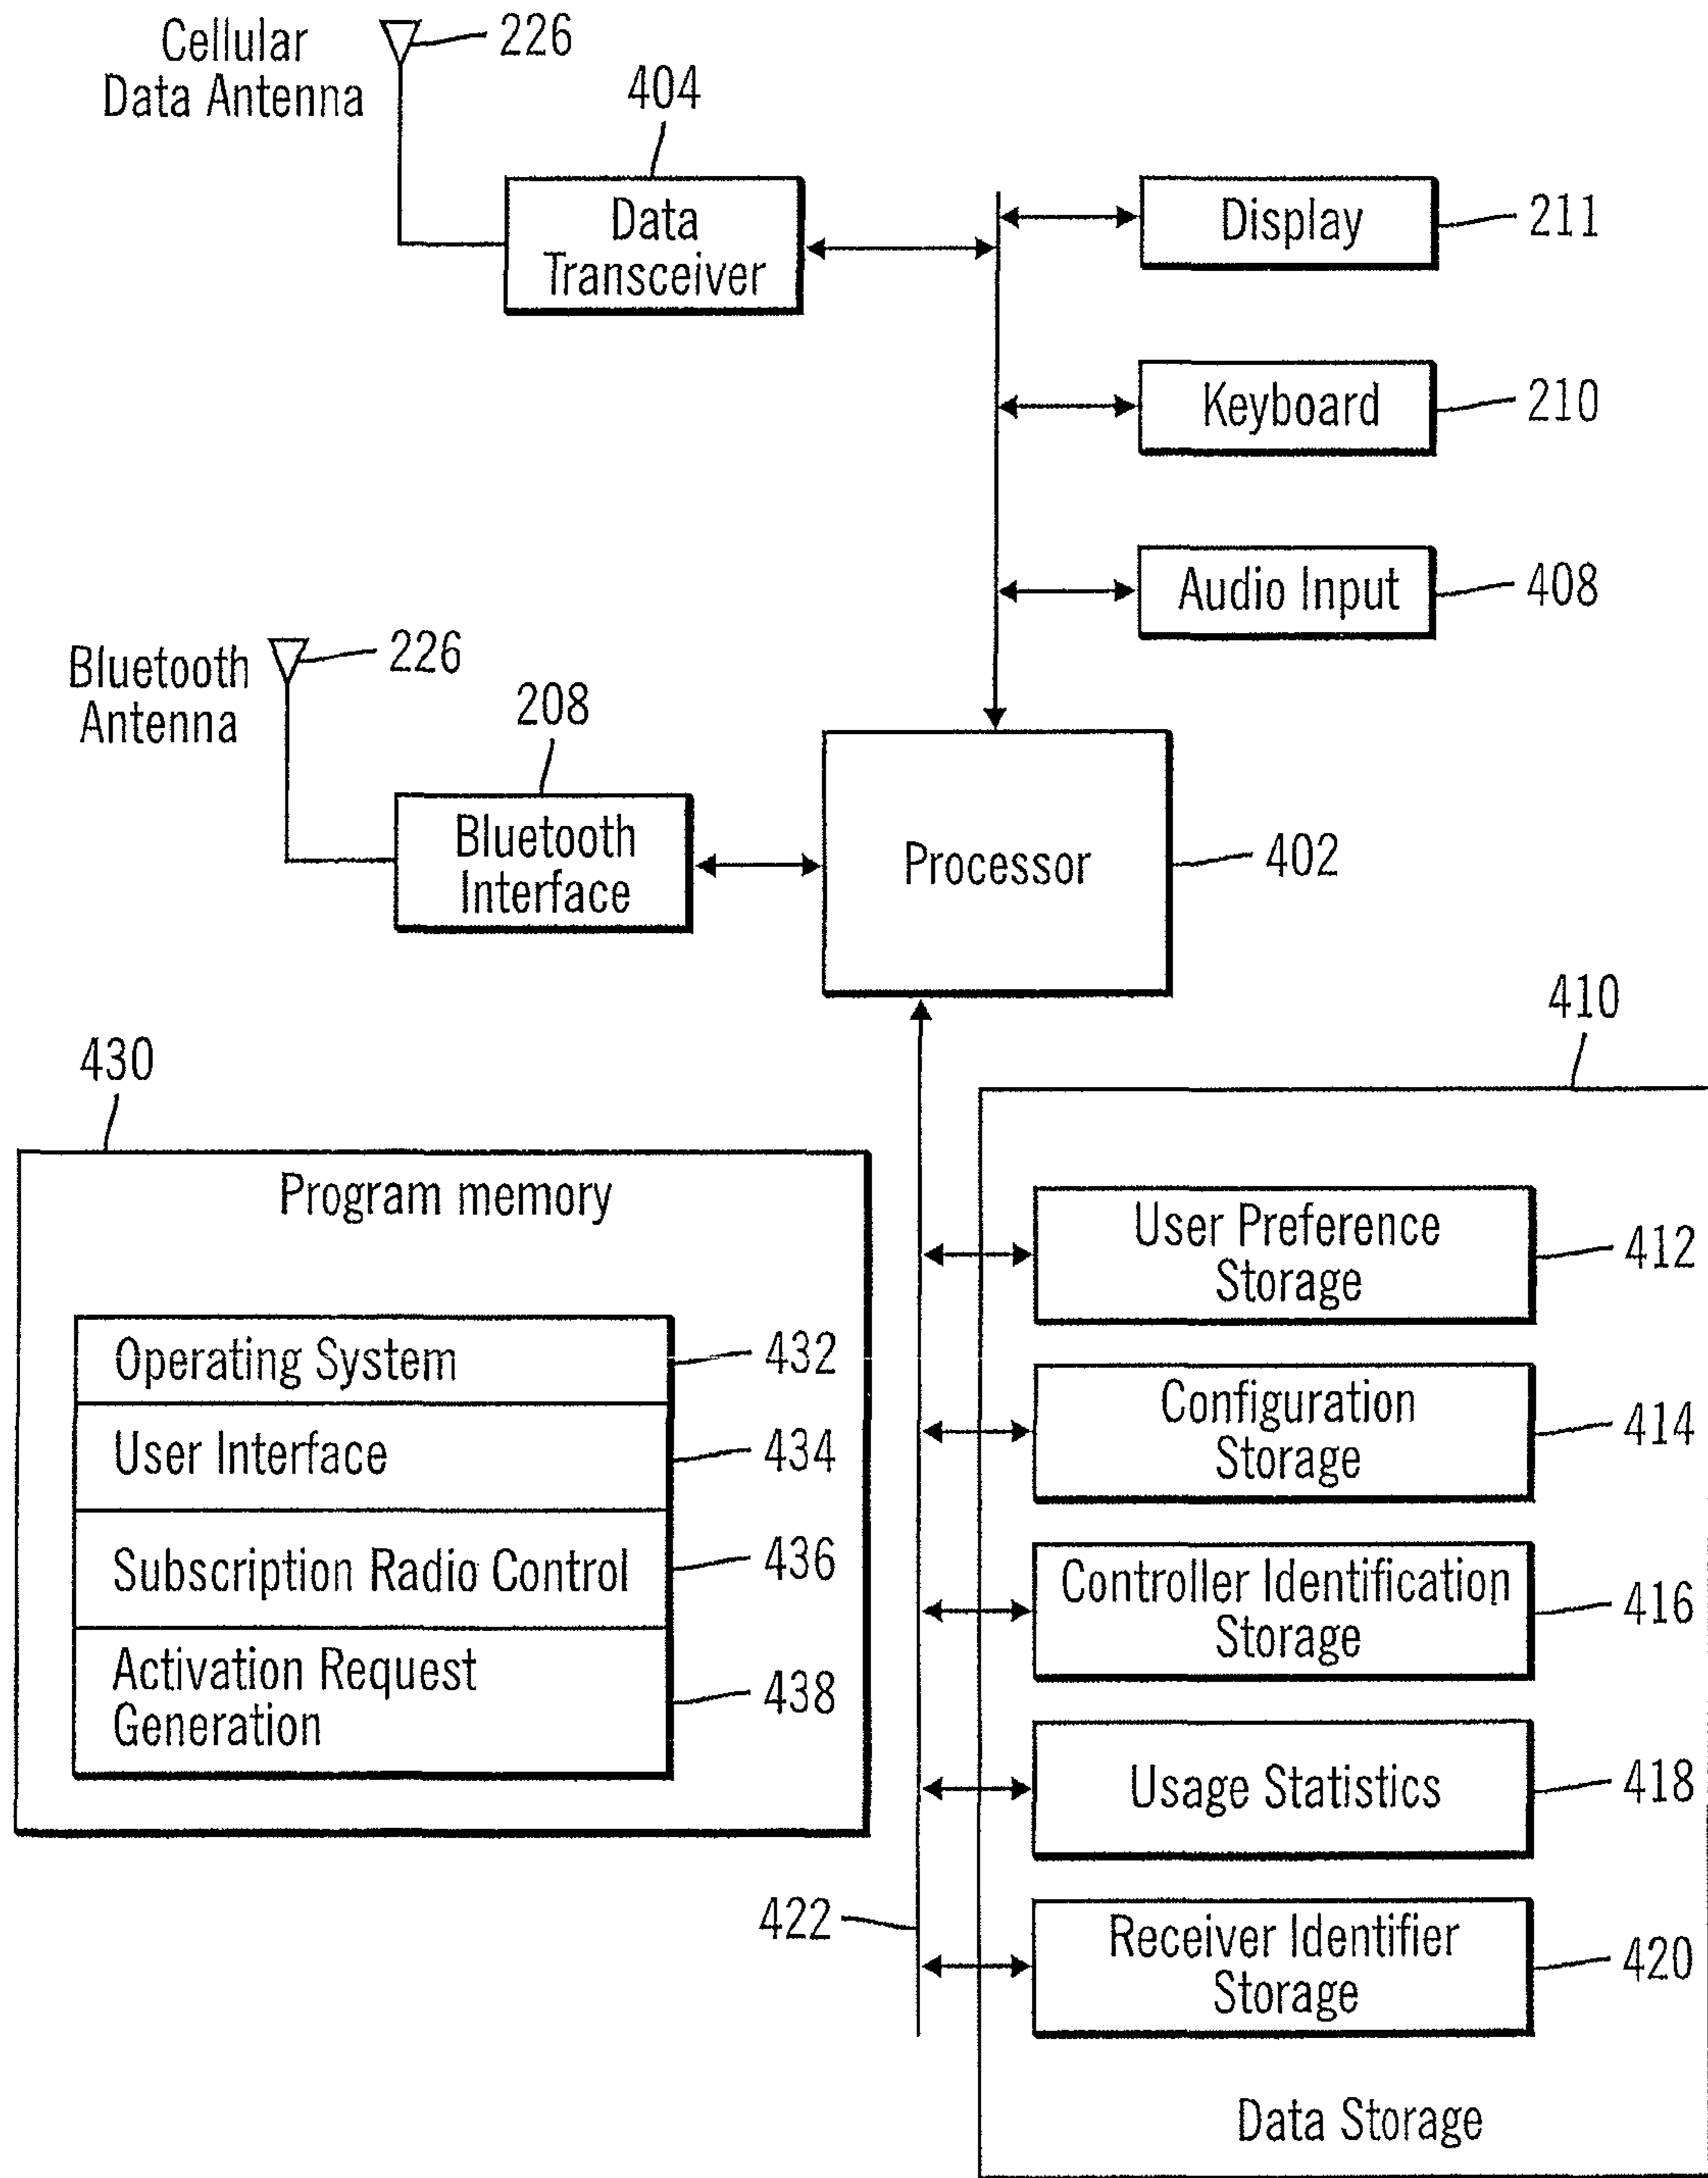 Cellular
Data Antenna
226
404
Data
Transceiver
Display
211
Keyboard
210
Audio Input
408
Bluetooth
Antenna
226
208
Bluetooth
Interface
Processor
402
410
430
Program memory
Operating System
432
User Interface
434
Subscription Radio Control
436
Activation Request
Generation
438
User Preference
Storage
412
Configuration
Storage
414
Controller Identification
Storage
416
Usage Statistics
418
422
Receiver Identifier
Storage
420
Data Storage